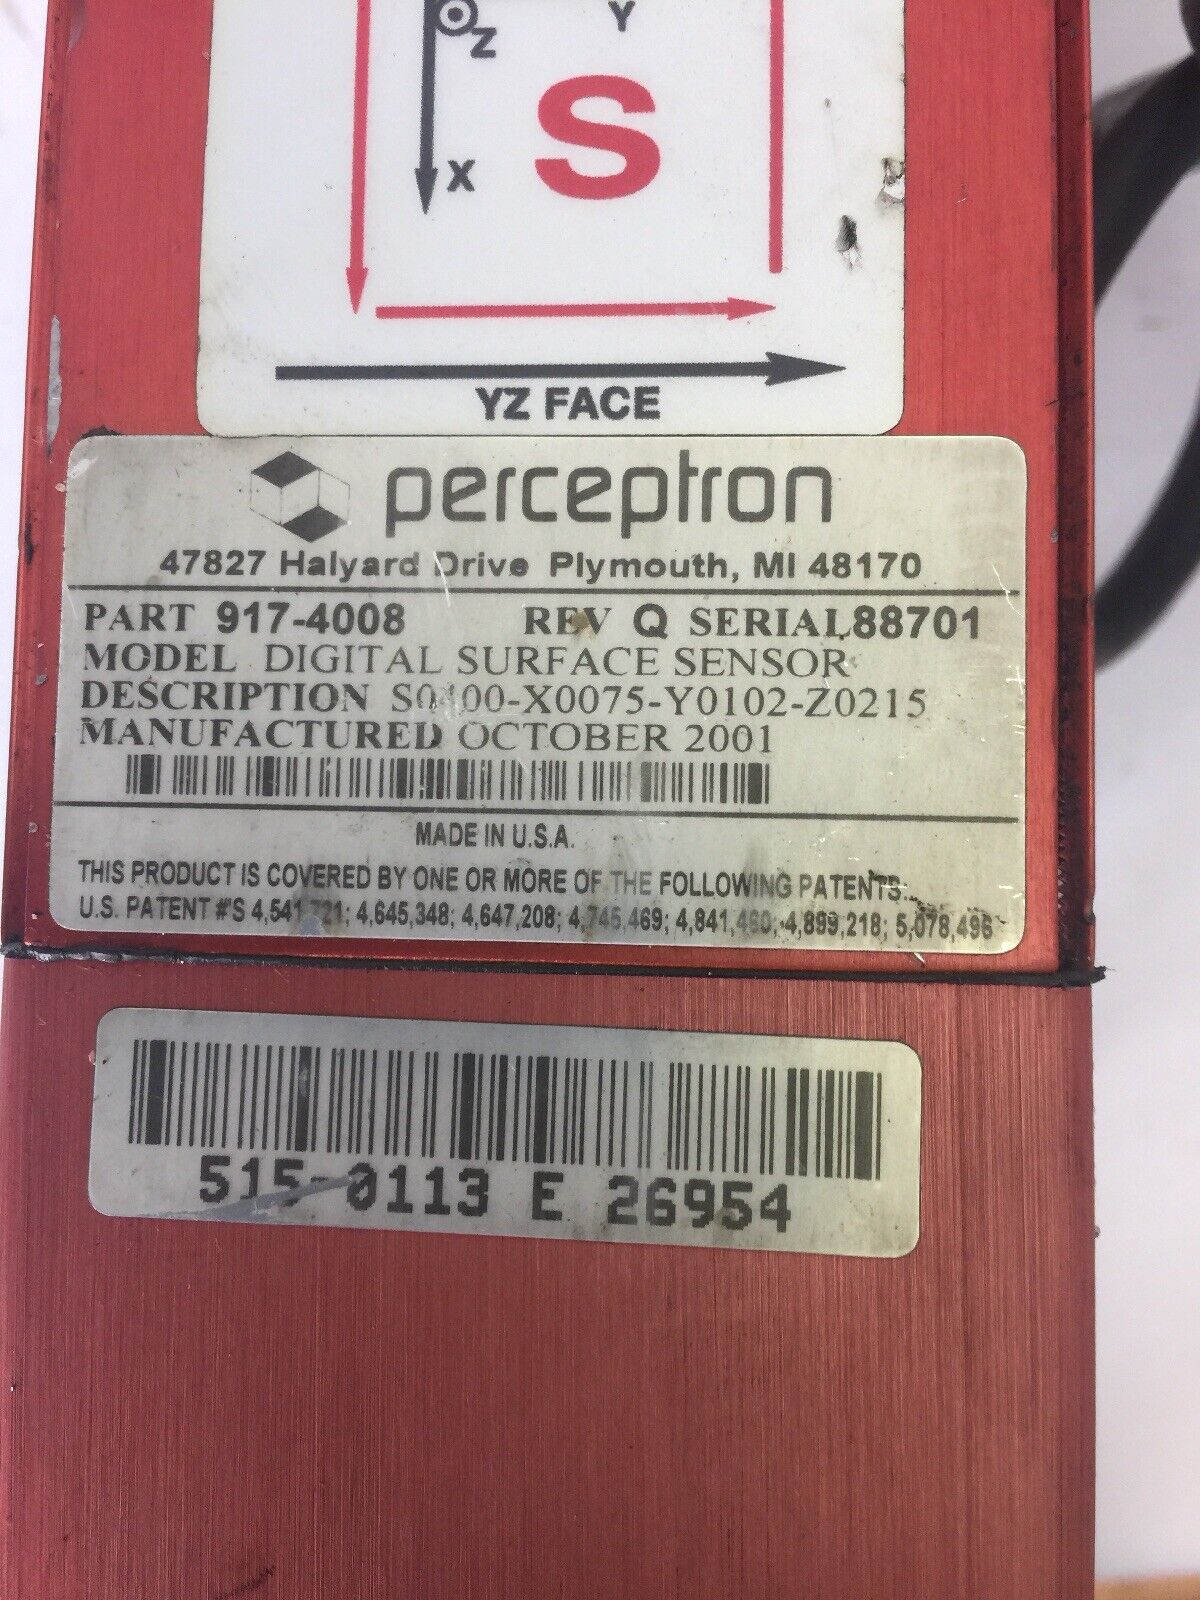 Y
Z
X
S
YZ FACE
perceptron
47827 Halyard Drive Plymouth, MI 48170
PART 917-4008 REV Q SERIAL 88701
MODEL DIGITAL SURFACE SENSOR
DESCRIPTION S0400-X0075-Y0102-Z0215
MANUFACTURED OCTOBER 2001
MADE IN U.S.A.
THIS PRODUCT IS COVERED BY ONE OR MORE OF THE FOLLOWING PATENTS:
U.S. PATENT #'S 4,541,721; 4,645,348; 4,647,208; 4,745,469; 4,841,460; 4,899,218; 5,078,496
515-0113 E 26954